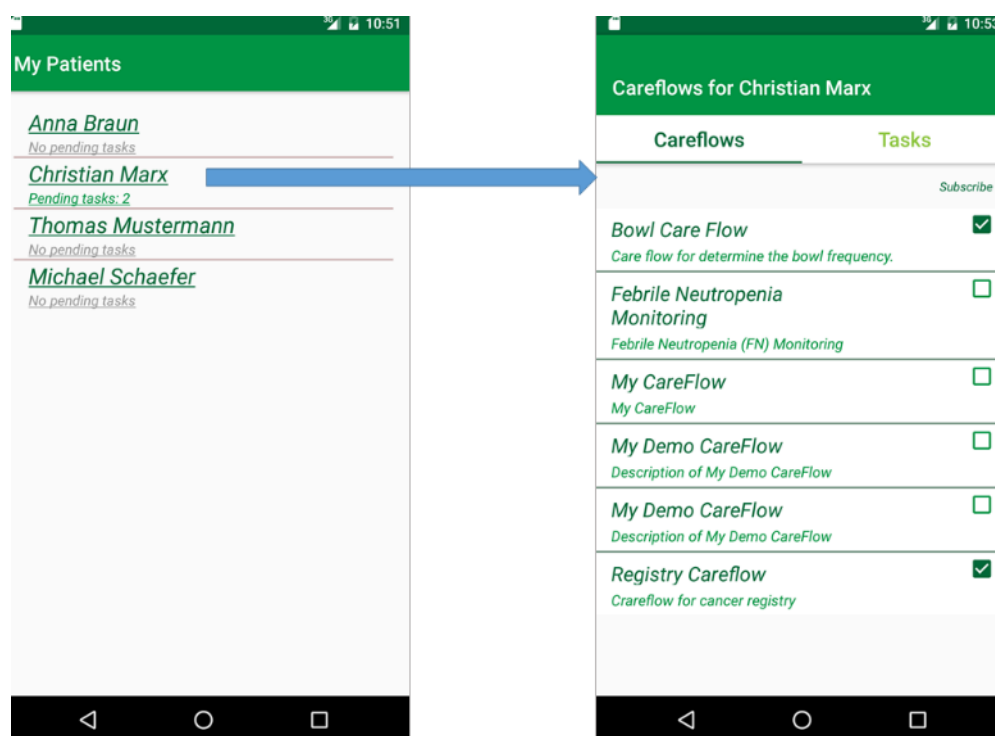 3G 10:51
My Patients
Anna Braun
No pending tasks
Christian Marx
Pending tasks: 2
Thomas Mustermann
No pending tasks
Michael Schaefer
No pending tasks
3G 10:53
Careflows for Christian Marx
Careflows Tasks
Subscribe
Bowl Care Flow
Care flow for determine the bowl frequency.
Febrile Neutropenia
Monitoring
Febrile Neutropenia (FN) Monitoring
My CareFlow
My CareFlow
My Demo CareFlow
Description of My Demo CareFlow
My Demo CareFlow
Description of My Demo CareFlow
Registry Careflow
Crareflow for cancer registry